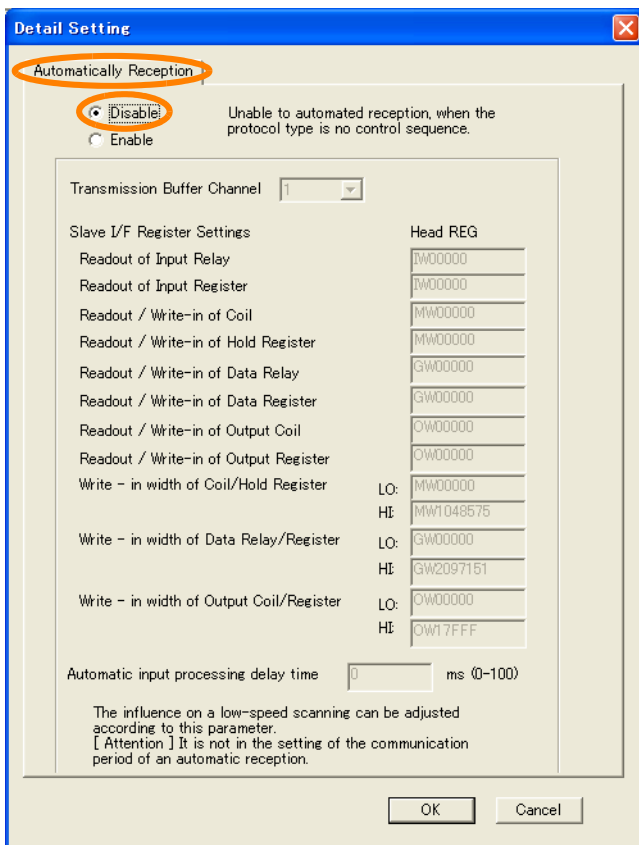 Detail Setting
Automatically Reception
Disable
Enable
Unable to automated reception, when the
protocol type is no control sequence.
Transmission Buffer Channel 1
Slave I/F Register Settings Head REG
Readout of Input Relay IW00000
Readout of Input Register IW00000
Readout / Write-in of Coil MW00000
Readout / Write-in of Hold Register MW00000
Readout / Write-in of Data Relay GW00000
Readout / Write-in of Data Register GW00000
Readout / Write-in of Output Coil OW00000
Readout / Write-in of Output Register OW00000
Write - in width of Coil/Hold Register LO: MW00000
HI: MW1048575
Write - in width of Data Relay/Register LO: GW00000
HI: GW2097151
Write - in width of Output Coil/Register LO: OW00000
HI: OW17FFF
Automatic input processing delay time 0 ms (0-100)
The influence on a low-speed scanning can be adjusted
according to this parameter.
[ Attention ] It is not in the setting of the communication
period of an automatic reception.
OK Cancel